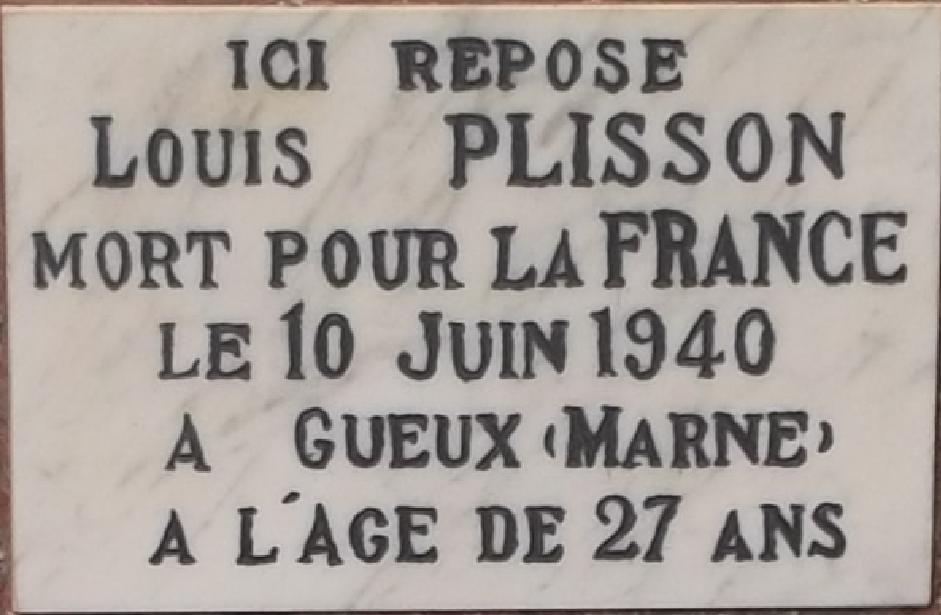 ICI REPOSE
LOUIS PLISSON
MORT POUR LA FRANCE
LE 10 JUIN 1940
A GUEUX (MARNE)
A L'AGE DE 27 ANS